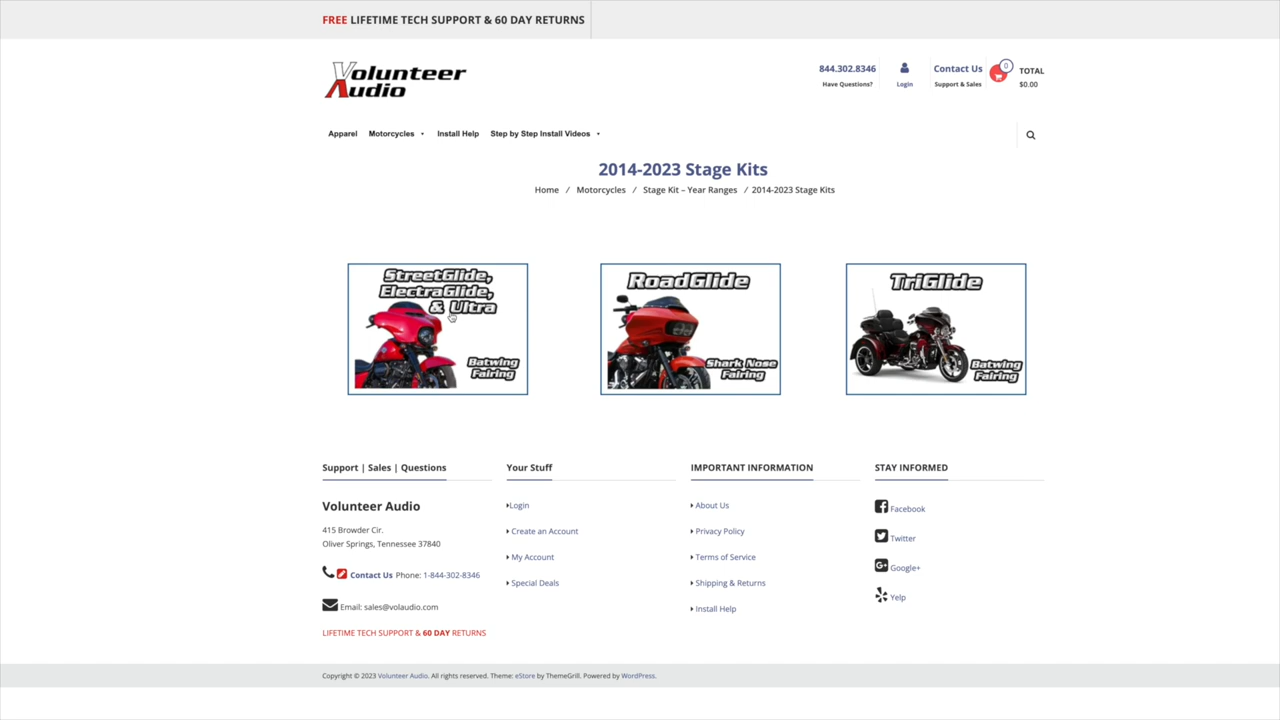 FREE LIFETIME TECH SUPPORT & 60 DAY RETURNS
Volunteer
Audio
844.302.8346
Have Questions?
Login
Contact Us
Support & Sales
0
TOTAL
$0.00
Apparel Motorcycles Install Help Step by Step Install Videos
2014-2023 Stage Kits
Home / Motorcycles / Stage Kit – Year Ranges / 2014-2023 Stage Kits
StreetGlide,
ElectraGlide,
& Ultra
Batwing
Fairing
RoadGlide
Shark Nose
Fairing
TriGlide
Batwing
Fairing
Support | Sales | Questions
Volunteer Audio
415 Browder Cir.
Oliver Springs, Tennessee 37840
Contact Us Phone: 1-844-302-8346
Email: sales@volaudio.com
LIFETIME TECH SUPPORT & 60 DAY RETURNS
Your Stuff
Login
Create an Account
My Account
Special Deals
IMPORTANT INFORMATION
About Us
Privacy Policy
Terms of Service
Shipping & Returns
Install Help
STAY INFORMED
Facebook
Twitter
Google+
Yelp
Copyright © 2023 Volunteer Audio. All rights reserved. Theme: eStore by ThemeGrill. Powered by WordPress.